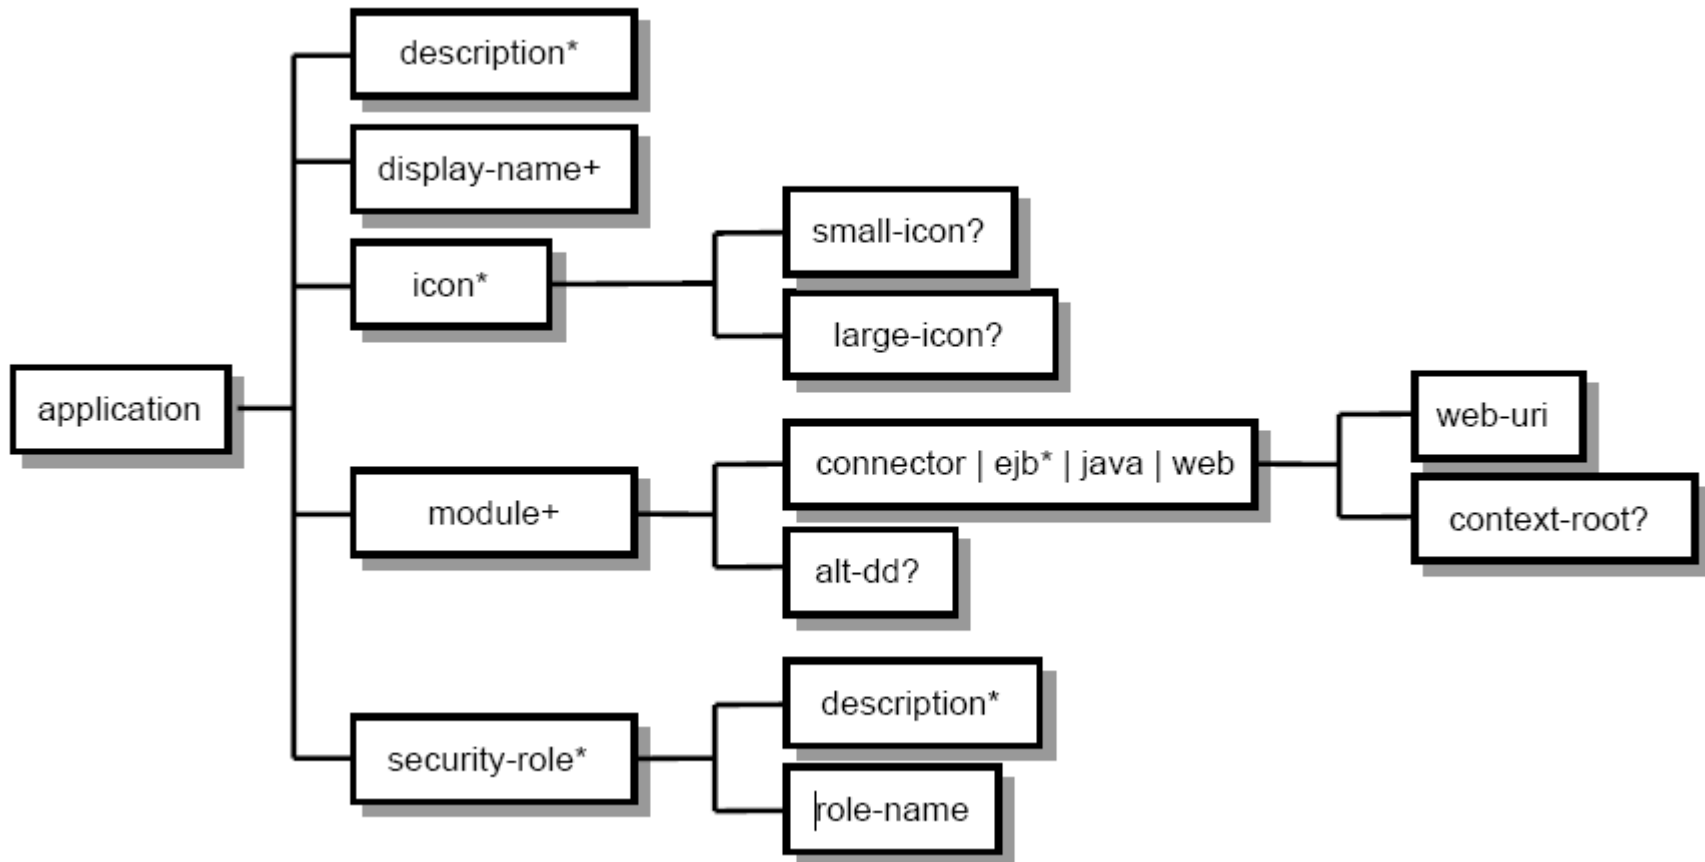 description*
display-name+
small-icon?
icon*
large-icon?
application
web-uri
connector | ejb* | java | web
module+
context-root?
alt-dd?
description*
security-role*
role-name